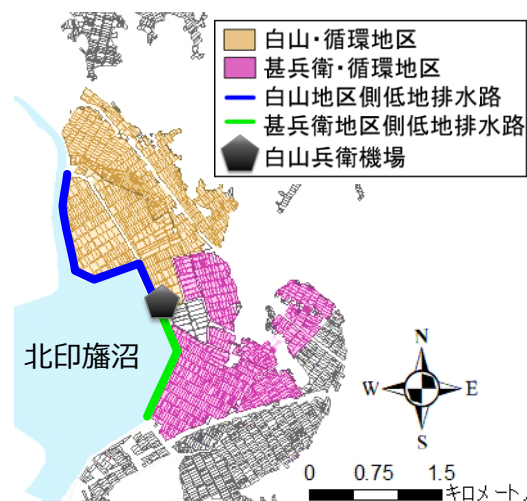 白山・循環地区
甚兵衛・循環地区
白山地区側低地排水路
甚兵衛地区側低地排水路
白山兵衛機場
北印旛沼
N
W
E
S
0 0.75 1.5
キロメート